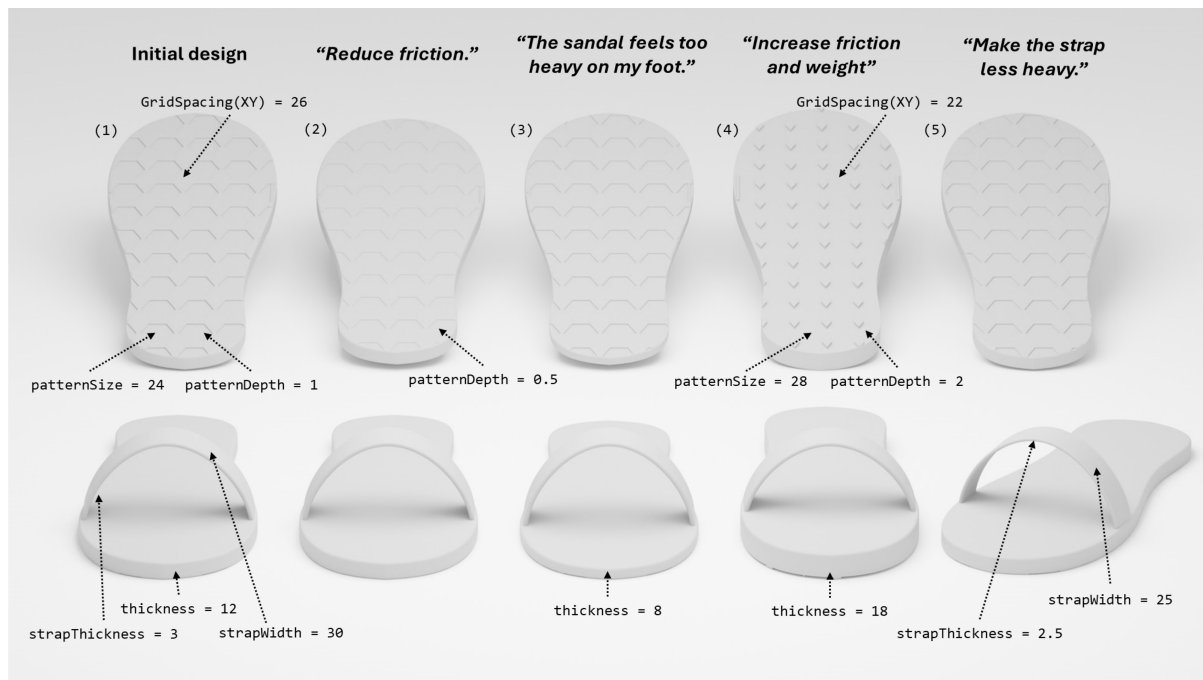 Initial design
“Reduce friction.”
“The sandal feels too
heavy on my foot.”
“Increase friction
and weight”
“Make the strap
less heavy.”
GridSpacing(XY) = 26
GridSpacing(XY) = 22
(1)
(2)
(3)
(4)
(5)
patternSize = 24
patternDepth = 1
patternDepth = 0.5
patternSize = 28
patternDepth = 2
thickness = 12
strapThickness = 3
strapWidth = 30
thickness = 8
thickness = 18
strapWidth = 25
strapThickness = 2.5